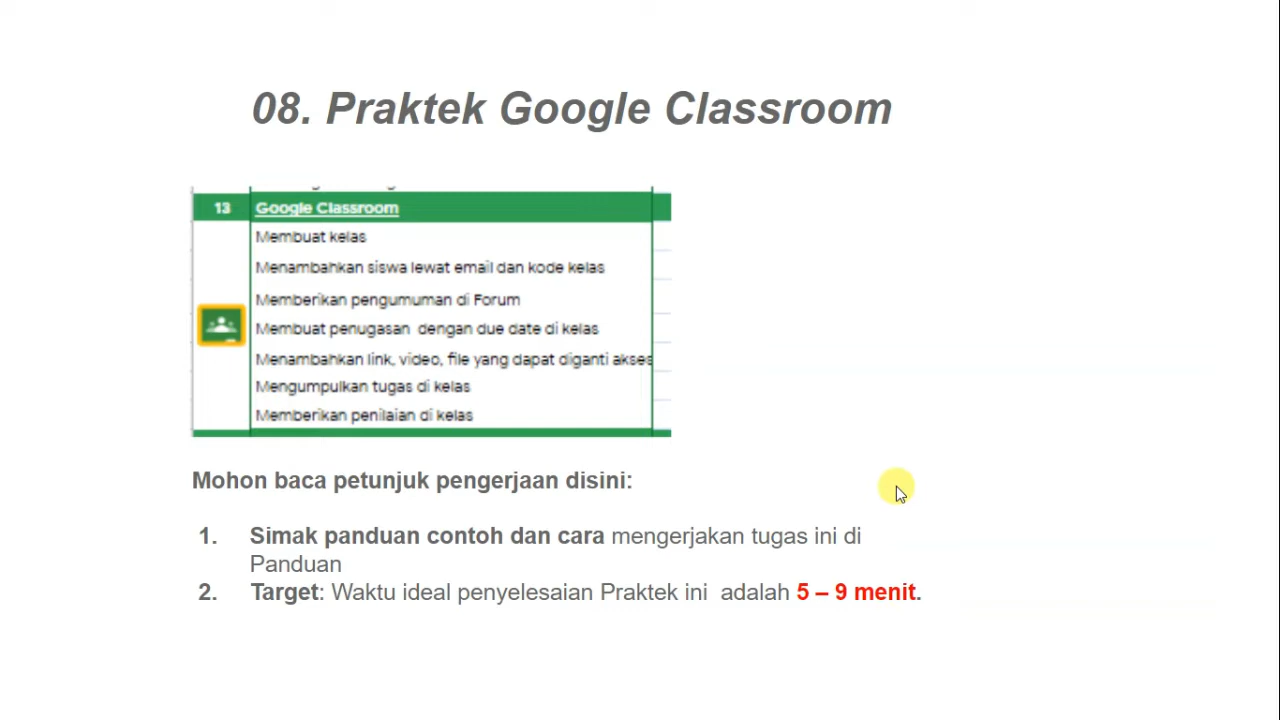 08. Praktek Google Classroom
13 Google Classroom
Membuat kelas
Menambahkan siswa lewat email dan kode kelas
Memberikan pengumuman di Forum
Membuat penugasan dengan due date di kelas
Menambahkan link, video, file yang dapat diganti akses
Mengumpulkan tugas di kelas
Memberikan penilaian di kelas
Mohon baca petunjuk pengerjaan disini:
1. Simak panduan contoh dan cara mengerjakan tugas ini di
Panduan
2. Target: Waktu ideal penyelesaian Praktek ini adalah 5 – 9 menit.